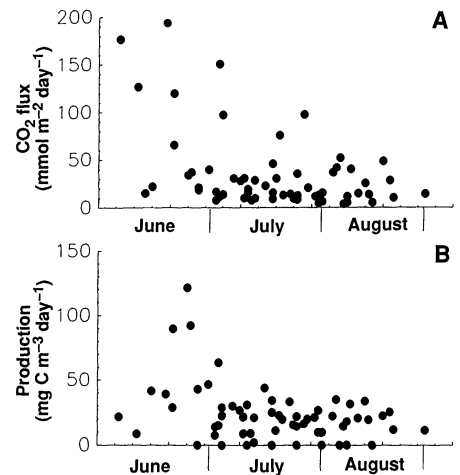 A
200
150
100
50
0
CO2 flux
(mmol m–2 day–1)
June July August
B
150
100
50
0
Production
(mg C m–3 day–1)
June July August